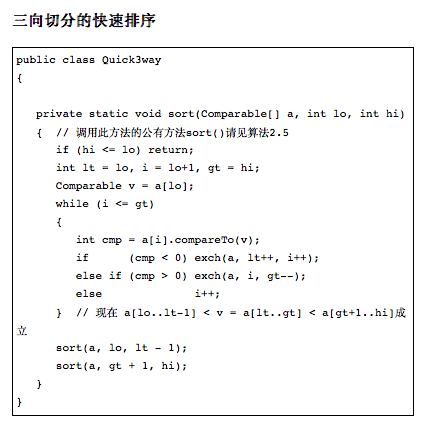 三向切分的快速排序
public class Quick3way
{
private static void sort(Comparable[] a, int lo, int hi)
{  // 调用此方法的公有方法sort()请见算法2.5
if (hi <= lo) return;
int lt = lo, i = lo+1, gt = hi;
Comparable v = a[lo];
while (i <= gt)
{
int cmp = a[i].compareTo(v);
if      (cmp < 0) exch(a, lt++, i++);
else if (cmp > 0) exch(a, i, gt--);
else              i++;
}  // 现在 a[lo..lt-1] < v = a[lt..gt] < a[gt+1..hi]成
立
sort(a, lo, lt - 1);
sort(a, gt + 1, hi);
}
}